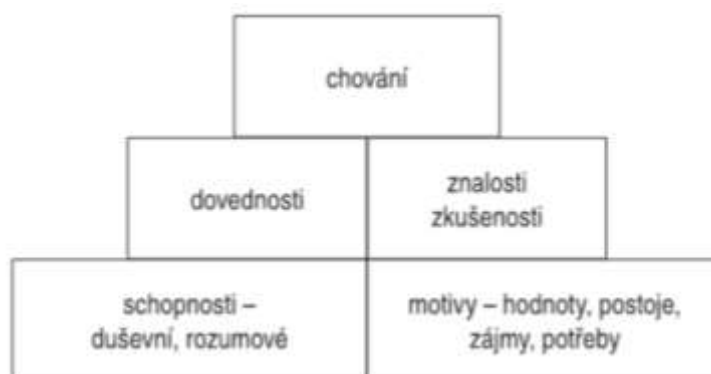 chování
dovednosti
znalosti
zkušenosti
schopnosti –
duševní, rozumové
motivy – hodnoty, postoje,
zájmy, potřeby